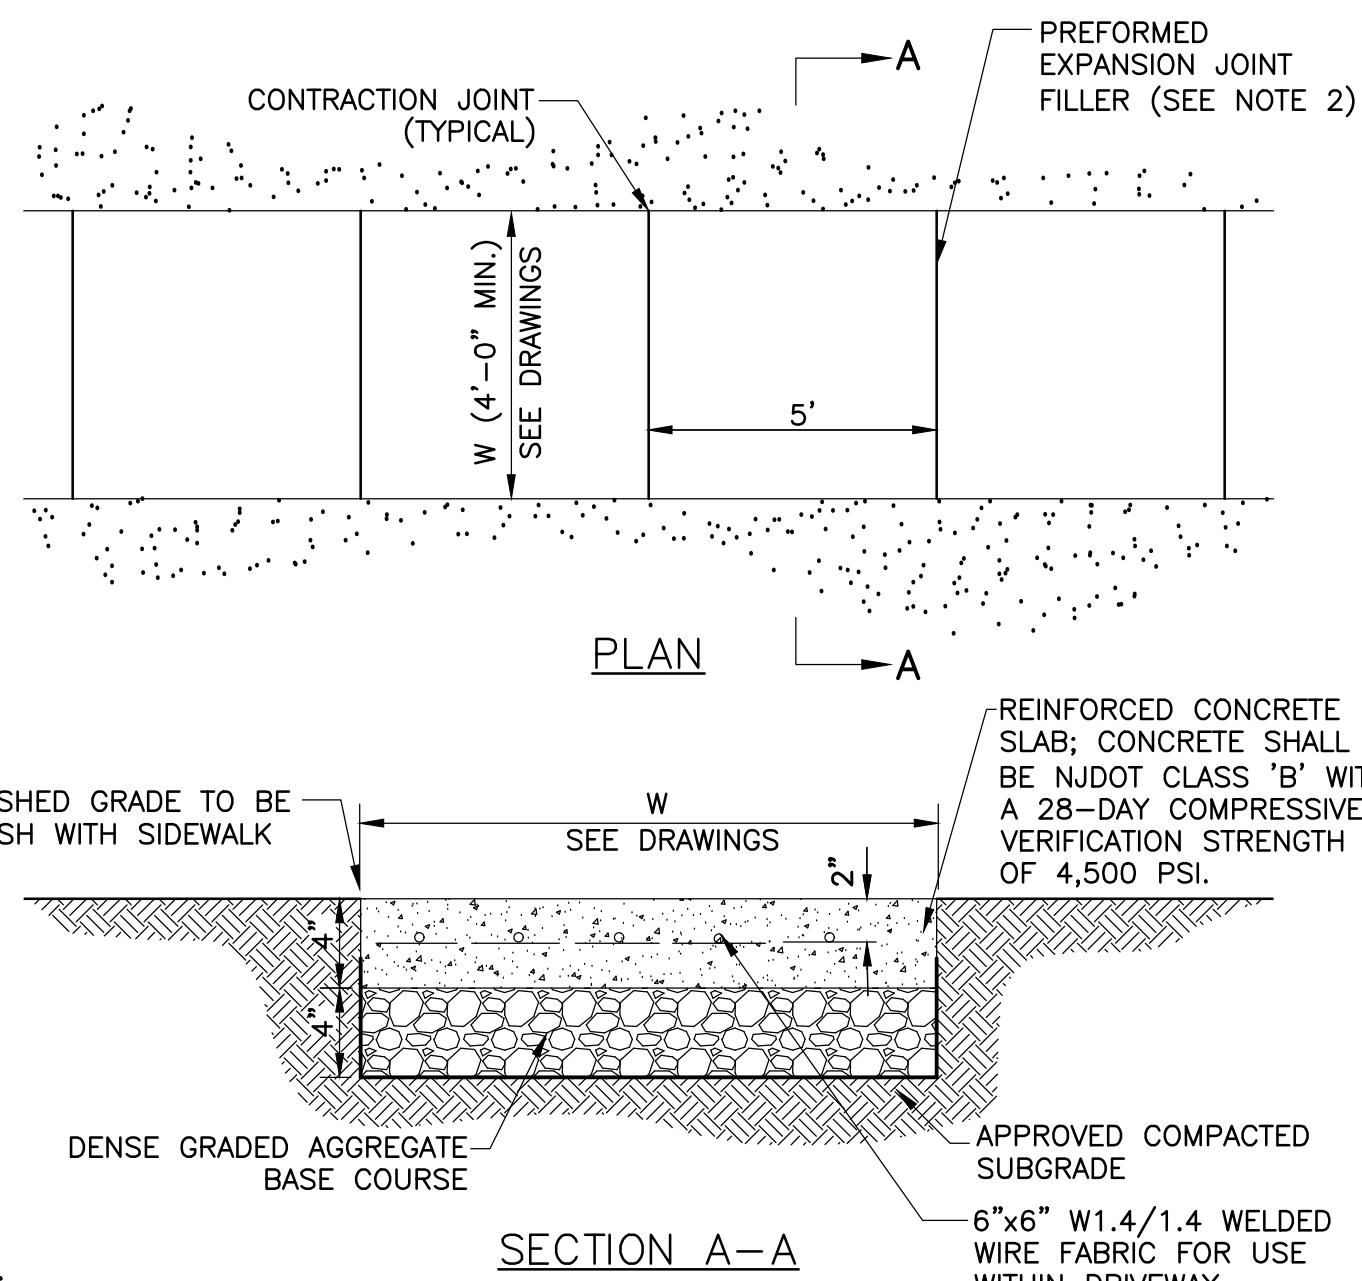 PREFORMED
EXPANSION JOINT
FILLER (SEE NOTE 2)
A
CONTRACTION JOINT
(TYPICAL)
W (4'-0" MIN.)
SEE DRAWINGS
5'
PLAN
A
REINFORCED CONCRETE
SLAB; CONCRETE SHALL
BE NJDOT CLASS 'B' WIT
A 28-DAY COMPRESSIVE
VERIFICATION STRENGTH
OF 4,500 PSI.
SHED GRADE TO BE
SH WITH SIDEWALK
W
SEE DRAWINGS
2"
4"
4"
DENSE GRADED AGGREGATE
BASE COURSE
APPROVED COMPACTED
SUBGRADE
6"x6" W1.4/1.4 WELDED
WIRE FABRIC FOR USE
WITHIN DRIVEWAY
SECTION A-A